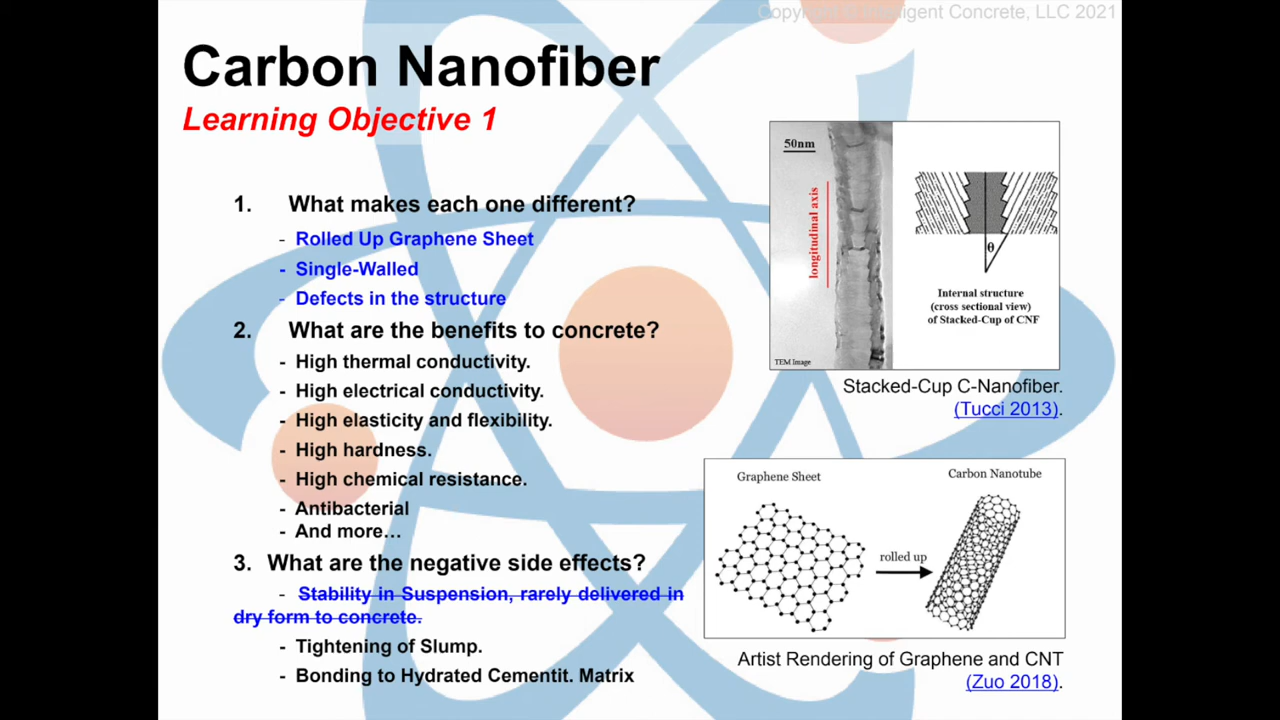 Copyright © Intelligent Concrete, LLC 2021
Carbon Nanofiber
Learning Objective 1
1. What makes each one different?
- Rolled Up Graphene Sheet
- Single-Walled
- Defects in the structure
2. What are the benefits to concrete?
- High thermal conductivity.
- High electrical conductivity.
- High elasticity and flexibility.
- High hardness.
- High chemical resistance.
- Antibacterial
- And more…
3. What are the negative side effects?
- Stability in Suspension, rarely delivered in
dry form to concrete.
- Tightening of Slump.
- Bonding to Hydrated Cementit. Matrix
50nm
longitudinal axis
TEM Image
θ
Internal structure
(cross sectional view)
of Stacked-Cup of CNF
Stacked-Cup C-Nanofiber.
(Tucci 2013).
Graphene Sheet
Carbon Nanotube
rolled up
Artist Rendering of Graphene and CNT
(Zuo 2018).